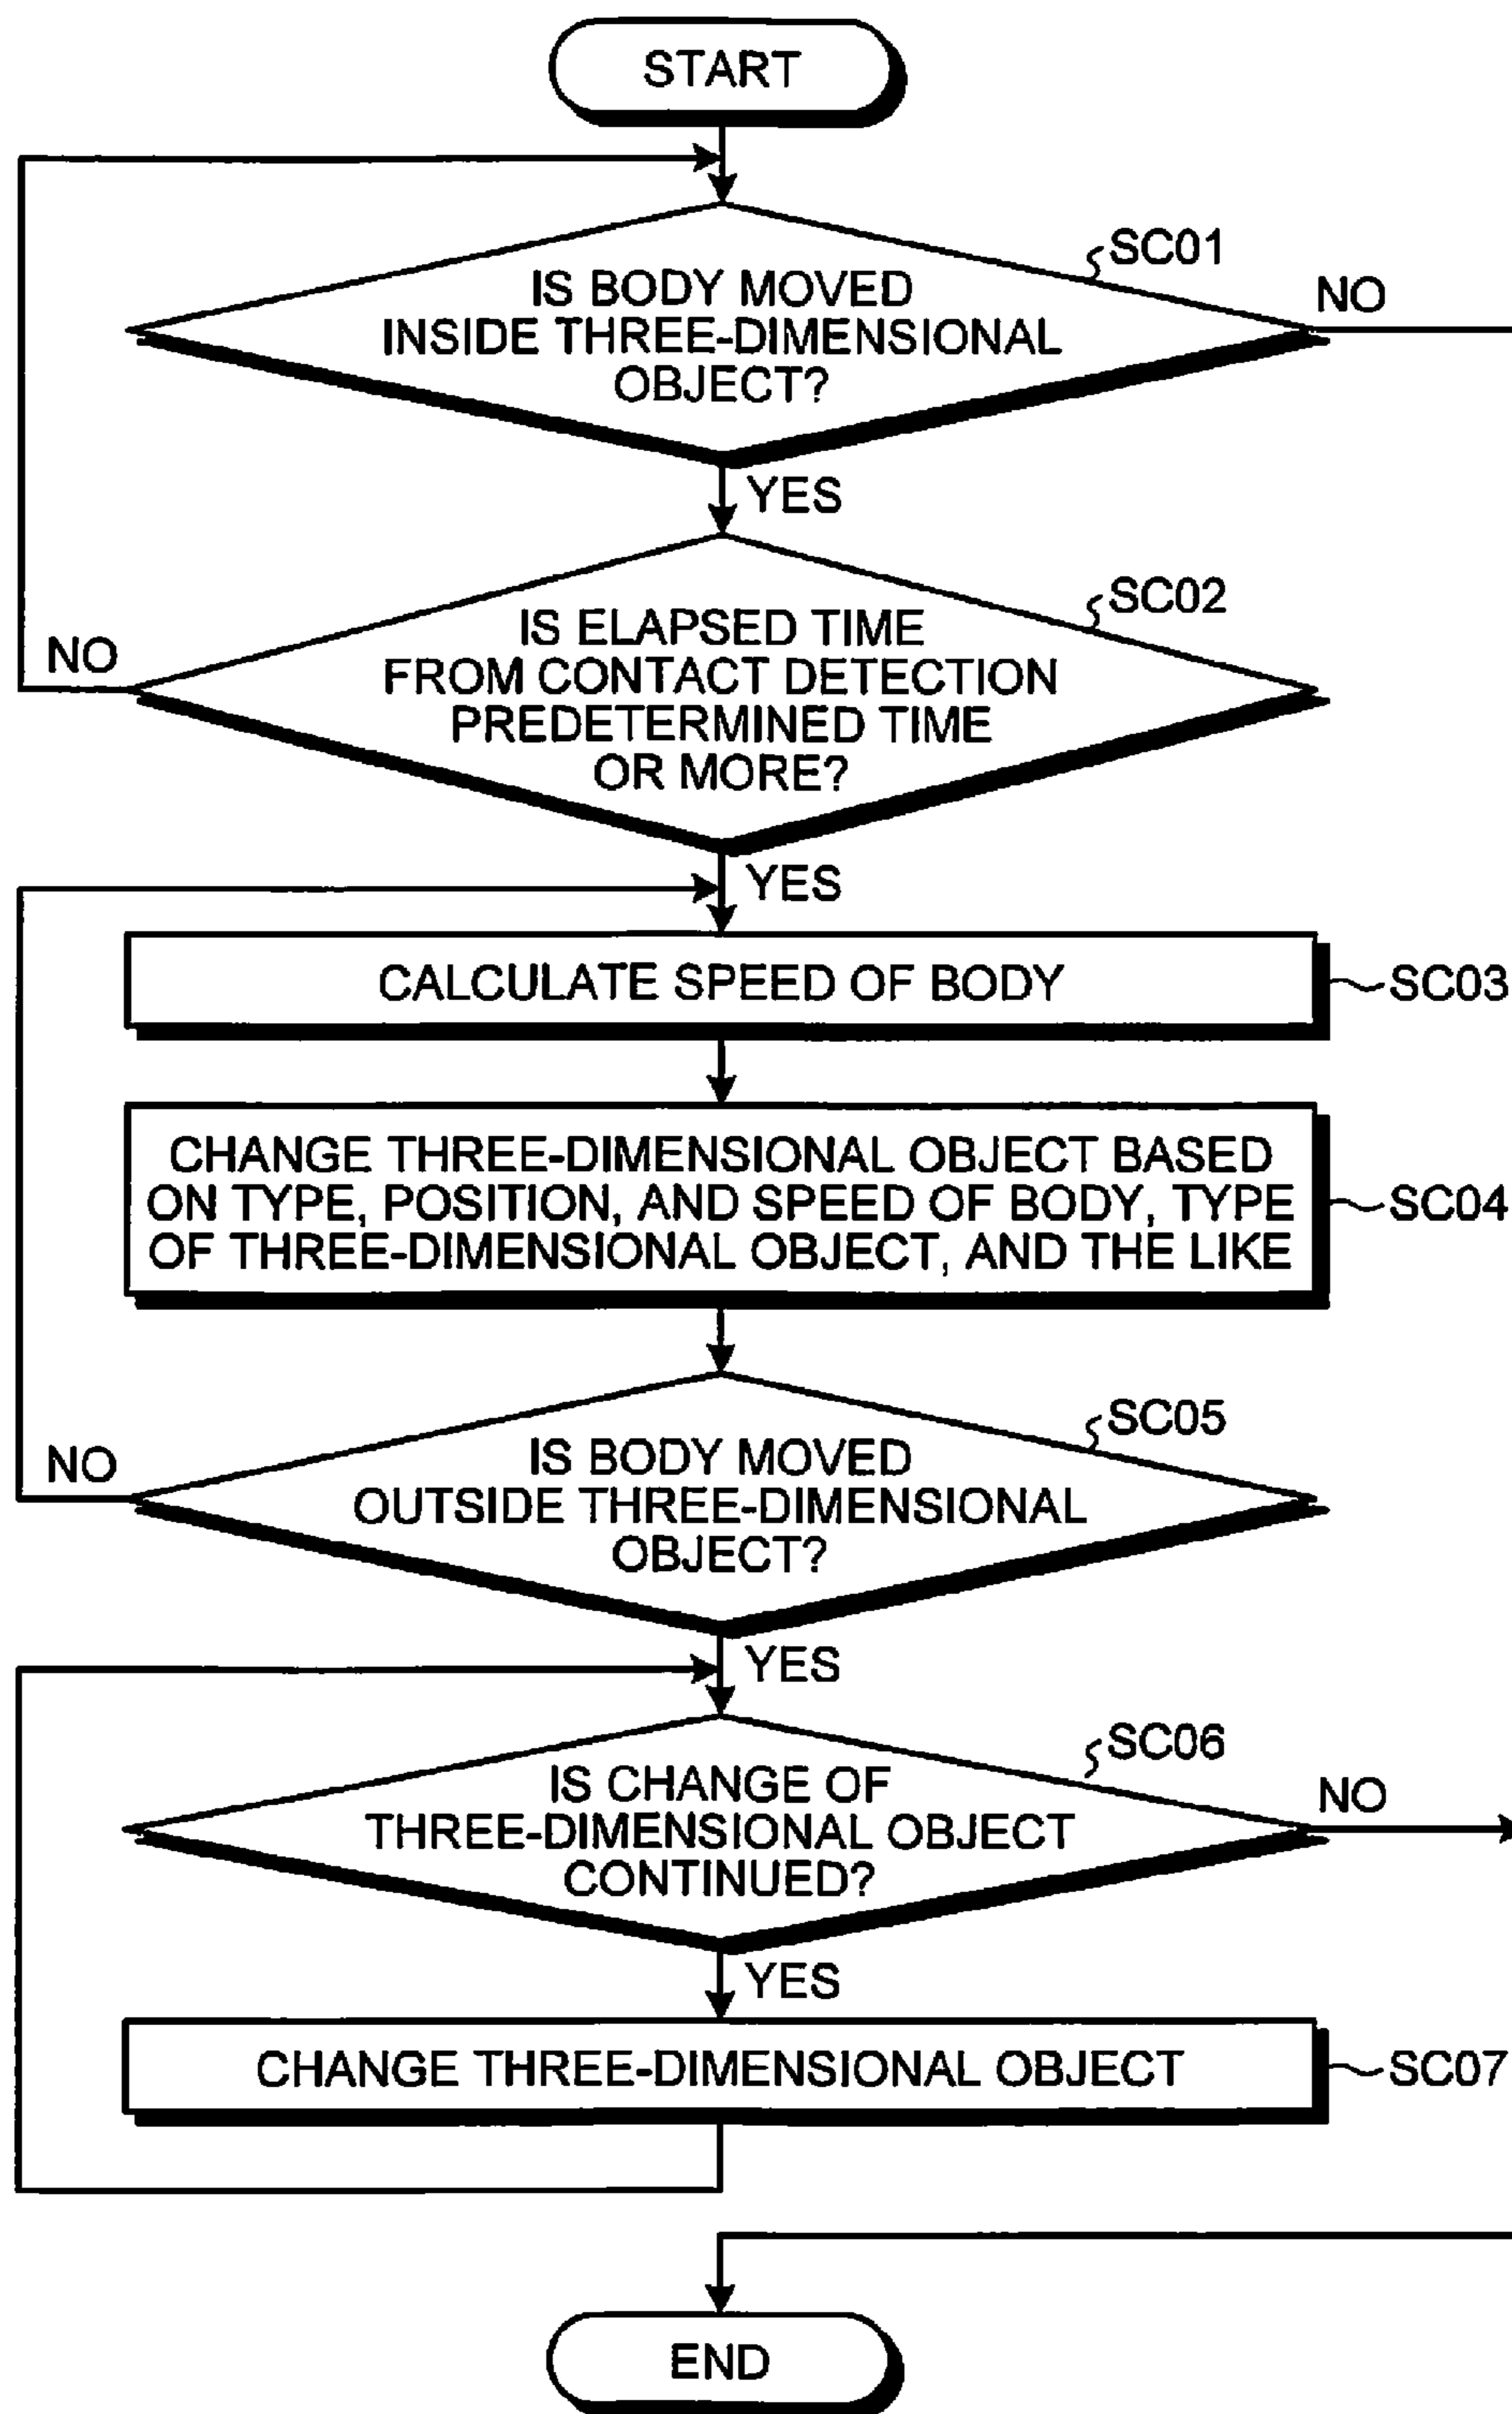 START
SC01
NO
IS BODY MOVED
INSIDE THREE-DIMENSIONAL
OBJECT?
YES
SC02
NO
IS ELAPSED TIME
FROM CONTACT DETECTION
PREDETERMINED TIME
OR MORE?
YES
CALCULATE SPEED OF BODY
SC03
CHANGE THREE-DIMENSIONAL OBJECT BASED
ON TYPE, POSITION, AND SPEED OF BODY, TYPE
OF THREE-DIMENSIONAL OBJECT, AND THE LIKE
SC04
SC05
NO
IS BODY MOVED
OUTSIDE THREE-DIMENSIONAL
OBJECT?
YES
SC06
NO
IS CHANGE OF
THREE-DIMENSIONAL OBJECT
CONTINUED?
YES
CHANGE THREE-DIMENSIONAL OBJECT
SC07
END